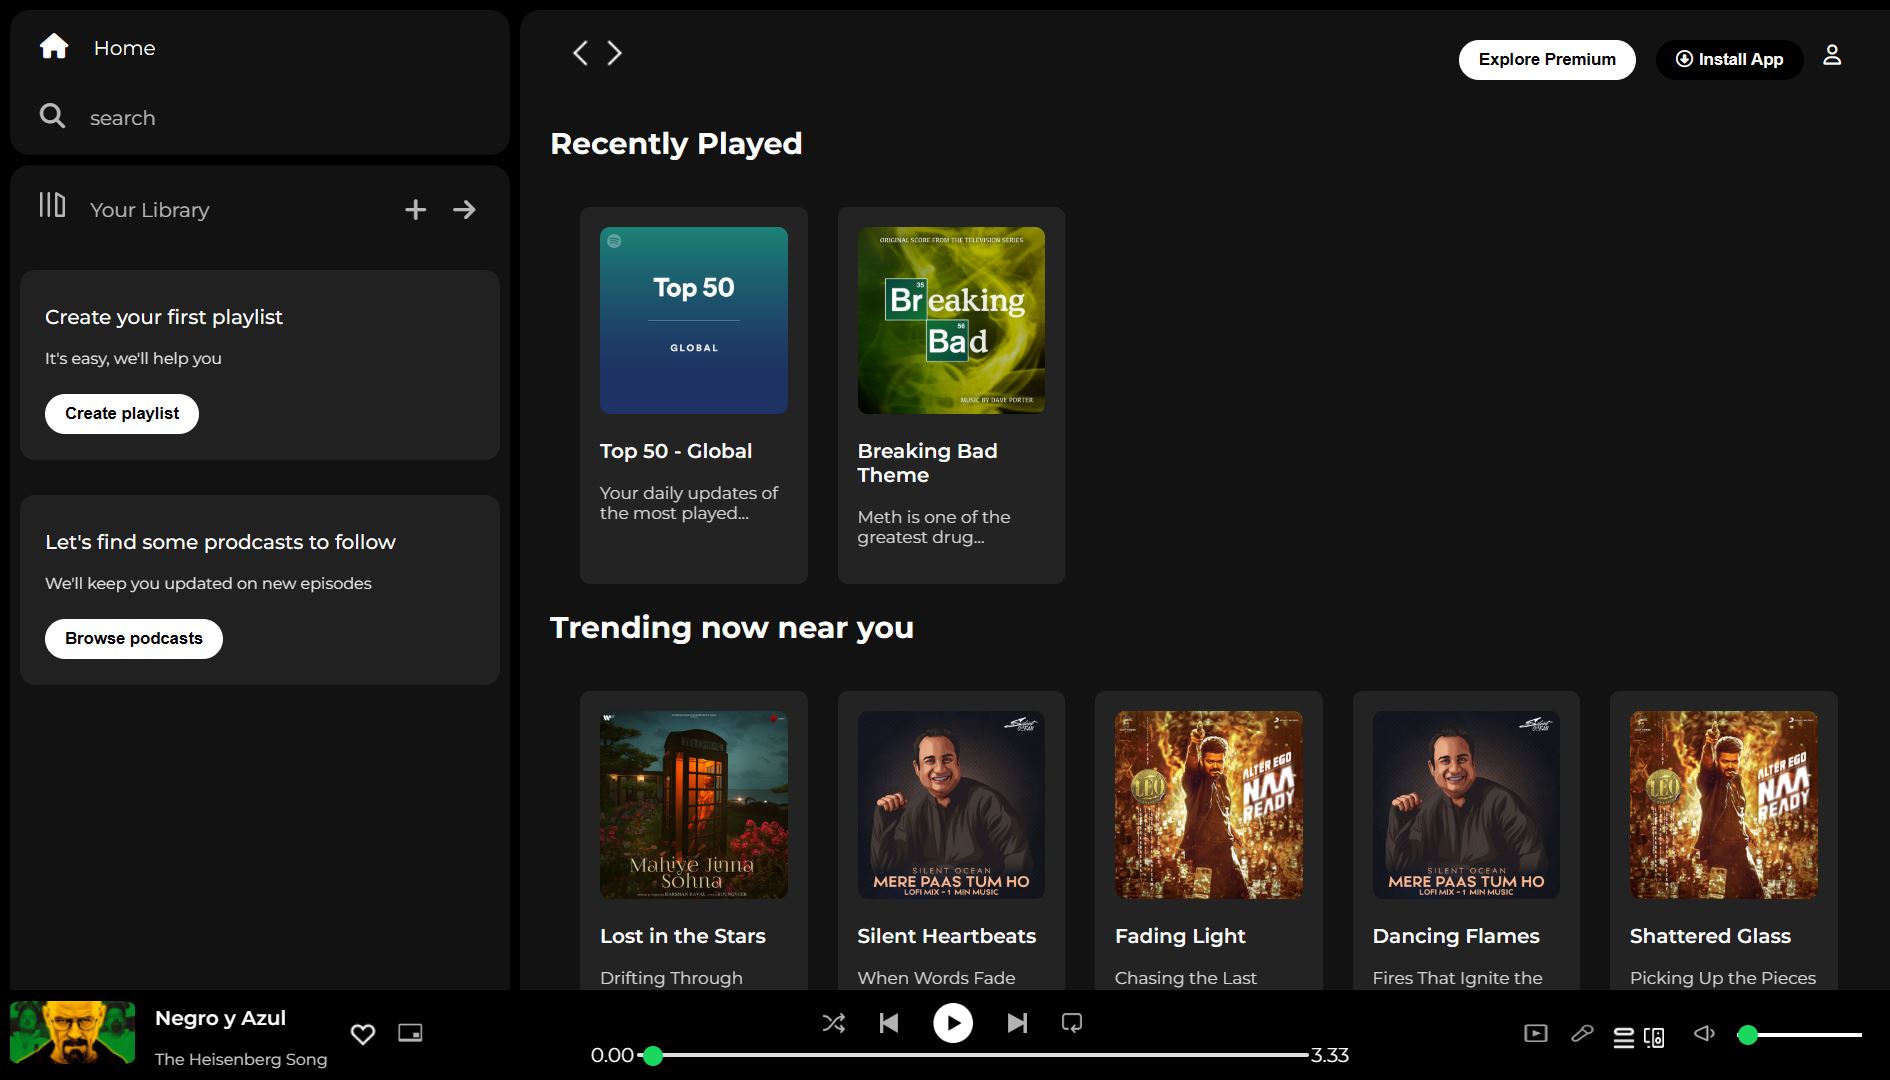 Home
search
Your Library
Create your first playlist
It's easy, we'll help you
Create playlist
Let's find some prodcasts to follow
We'll keep you updated on new episodes
Browse podcasts
Explore Premium
Install App
Recently Played
Top 50
GLOBAL
Top 50 - Global
Your daily updates of
the most played...
ORIGINAL SCORE FROM THE TELEVISION SERIES
35
Breaking
56
Bad
MUSIC BY DAVE PORTER
Breaking Bad
Theme
Meth is one of the
greatest drug...
Trending now near you
TELEPHONE
Mahiye Jinna
Sohna
Lost in the Stars
Drifting Through
Silent OCEAN
SILENT OCEAN
MERE PAAS TUM HO
LOFI MIX - 1 MIN MUSIC
Silent Heartbeats
When Words Fade
LEO
ALTER EGO
NAA
READY
Fading Light
Chasing the Last
Silent OCEAN
SILENT OCEAN
MERE PAAS TUM HO
LOFI MIX - 1 MIN MUSIC
Dancing Flames
Fires That Ignite the
LEO
ALTER EGO
NAA
READY
Shattered Glass
Picking Up the Pieces
Negro y Azul
The Heisenberg Song
0.00
3.33